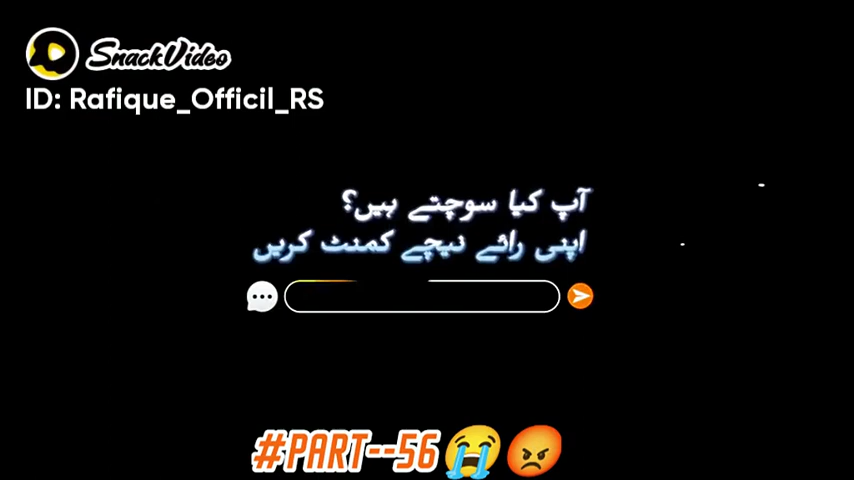 SnackVideo
ID: Rafique_Officil_RS
آپ کیا سوچتے ہیں؟
اپنی رائے نیچے کمنٹ کریں
#PART--56😭😡